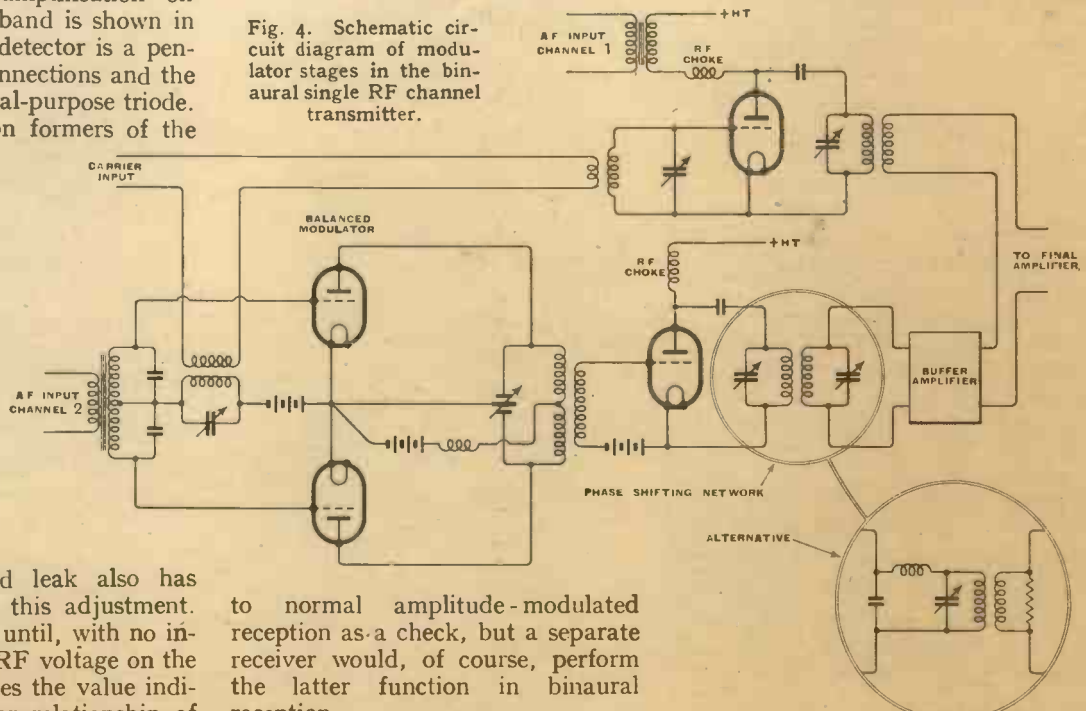 band is shown in
detector is a pen-
nnections and the
al-purpose triode.
on formers of the
Fig. 4. Schematic cir-
cuit diagram of modu-
lator stages in the bin-
aural single RF channel
transmitter.
AF INPUT
CHANNEL 1
+HT
RF
CHOKE
CARRIER
INPUT
BALANCED
MODULATOR
RF
CHOKE
+HT
TO FINAL
AMPLIFIER,
AF INPUT
CHANNEL 2
BUFFER
AMPLIFIER
PHASE SHIFTING NETWORK
ALTERNATIVE
d leak also has
this adjustment.
until, with no in-
RF voltage on the
es the value indi-
relationship of
to normal amplitude-modulated
reception as a check, but a separate
receiver would, of course, perform
the latter function in binaural